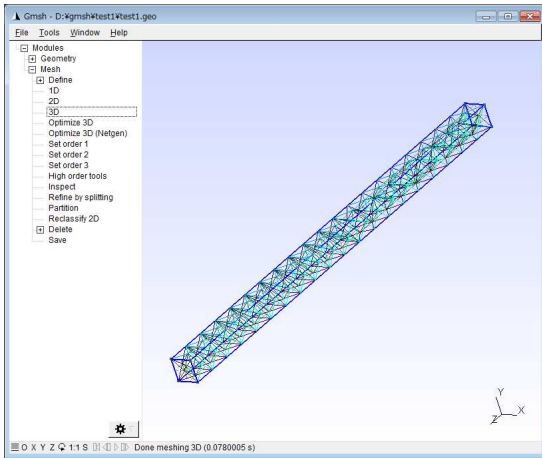 Gmsh - D:¥gmsh¥test1¥test1.geo
File Tools Window Help
Modules
Geometry
Mesh
Define
1D
2D
3D
Optimize 3D
Optimize 3D (Netgen)
Set order 1
Set order 2
Set order 3
High order tools
Inspect
Refine by splitting
Partition
Reclassify 2D
Delete
Save
Y
X
Z
O X Y Z 1:1 S Done meshing 3D (0.0780005 s)